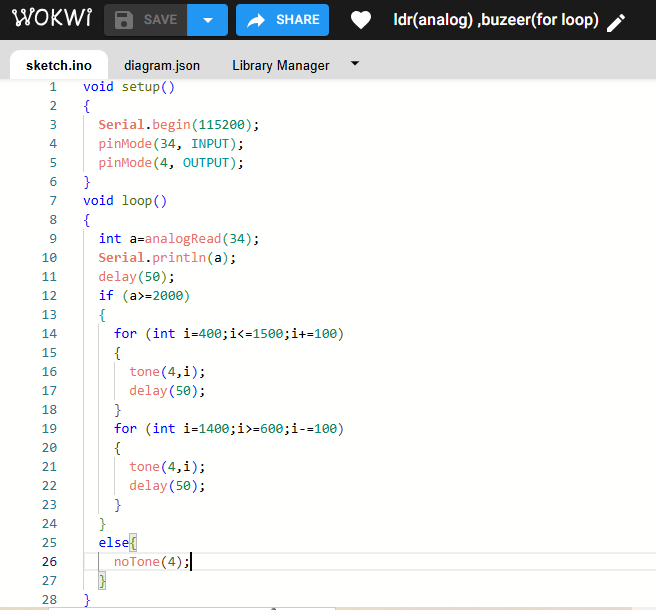 WOKWI SAVE SHARE ldr(analog) ,buzeer(for loop)
sketch.ino diagram.json Library Manager
1 void setup()
2 {
3 Serial.begin(115200);
4 pinMode(34, INPUT);
5 pinMode(4, OUTPUT);
6 }
7 void loop()
8 {
9 int a=analogRead(34);
10 Serial.println(a);
11 delay(50);
12 if (a>=2000)
13 {
14 for (int i=400;i<=1500;i+=100)
15 {
16 tone(4,i);
17 delay(50);
18 }
19 for (int i=1400;i>=600;i-=100)
20 {
21 tone(4,i);
22 delay(50);
23 }
24 }
25 else{
26 noTone(4);
27 }
28 }